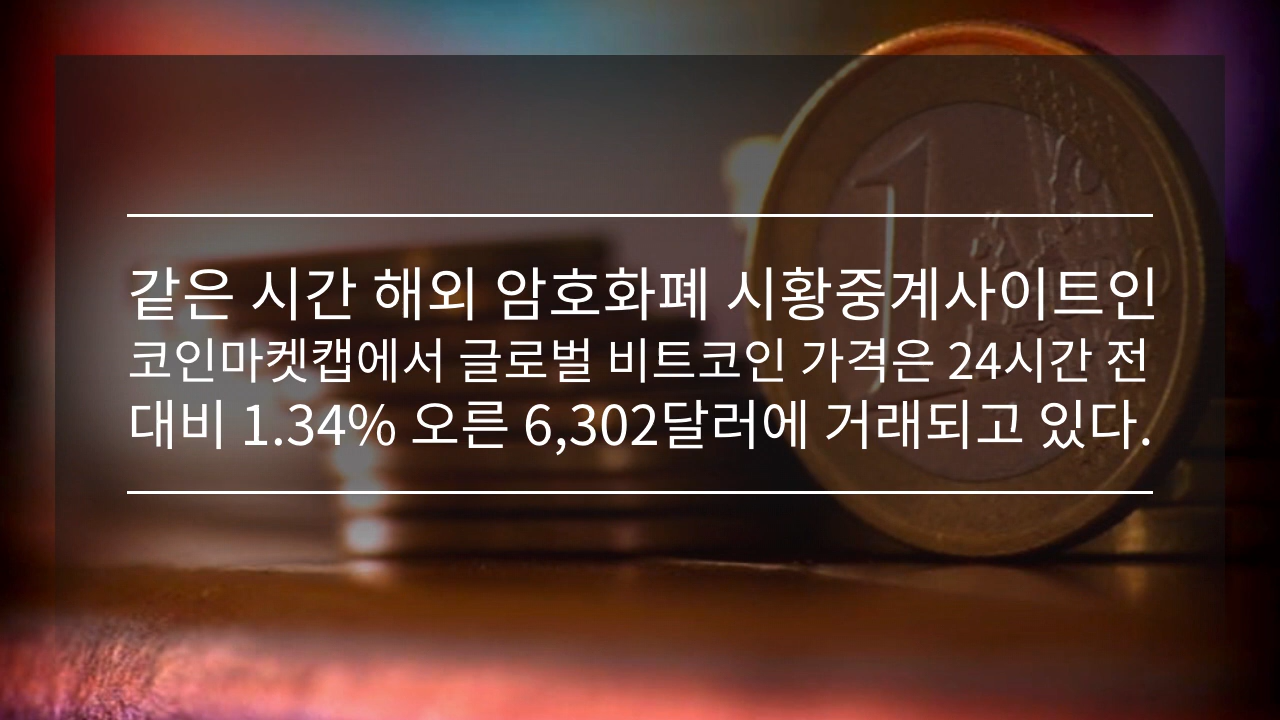 같은 시간 해외 암호화폐 시황중계사이트인
코인마켓캡에서 글로벌 비트코인 가격은 24시간 전
대비 1.34% 오른 6,302달러에 거래되고 있다.
1